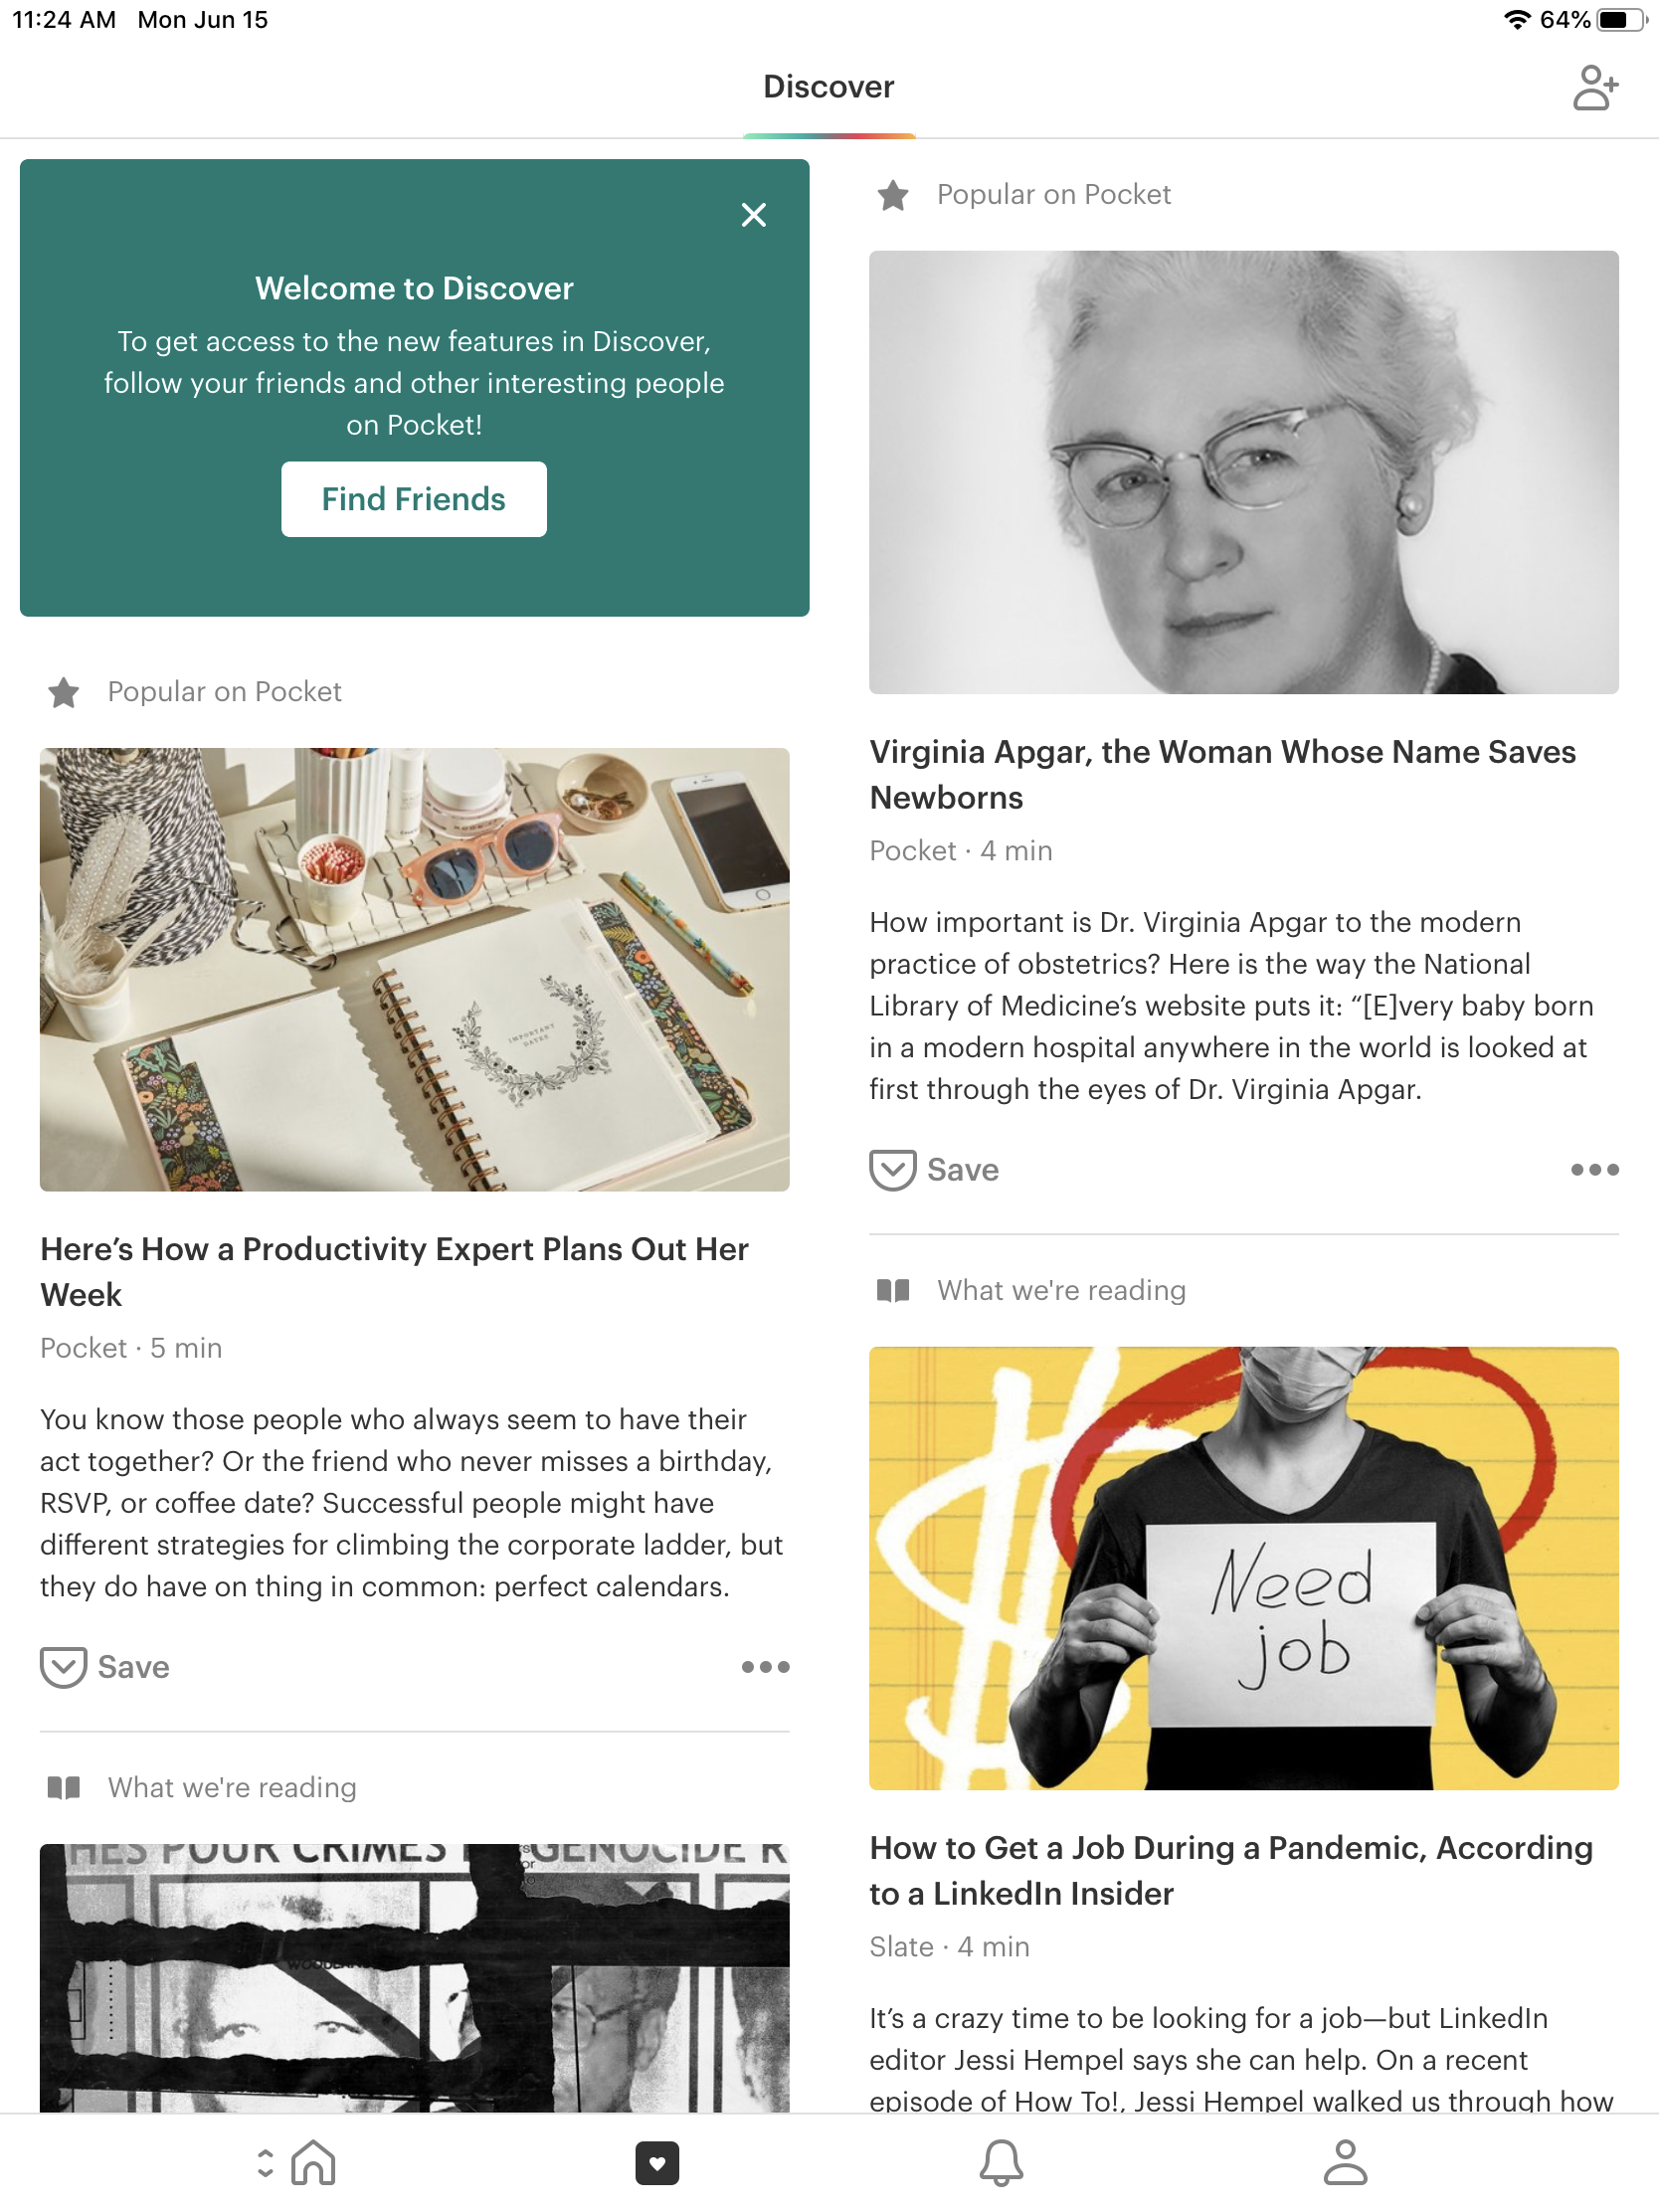 11:24 AM Mon Jun 15
64%
Discover
Welcome to Discover
To get access to the new features in Discover,
follow your friends and other interesting people
on Pocket!
Find Friends
Popular on Pocket
IMPORTANT
DATES
Here’s How a Productivity Expert Plans Out Her
Week
Pocket · 5 min
You know those people who always seem to have their
act together? Or the friend who never misses a birthday,
RSVP, or coffee date? Successful people might have
different strategies for climbing the corporate ladder, but
they do have on thing in common: perfect calendars.
Save
What we're reading
HES POUR CRIMES
GENOCIDE R
Popular on Pocket
Virginia Apgar, the Woman Whose Name Saves
Newborns
Pocket · 4 min
How important is Dr. Virginia Apgar to the modern
practice of obstetrics? Here is the way the National
Library of Medicine’s website puts it: “[E]very baby born
in a modern hospital anywhere in the world is looked at
first through the eyes of Dr. Virginia Apgar.
Save
What we're reading
Need
job
How to Get a Job During a Pandemic, According
to a LinkedIn Insider
Slate · 4 min
It’s a crazy time to be looking for a job—but LinkedIn
editor Jessi Hempel says she can help. On a recent
episode of How To!, Jessi Hempel walked us through how